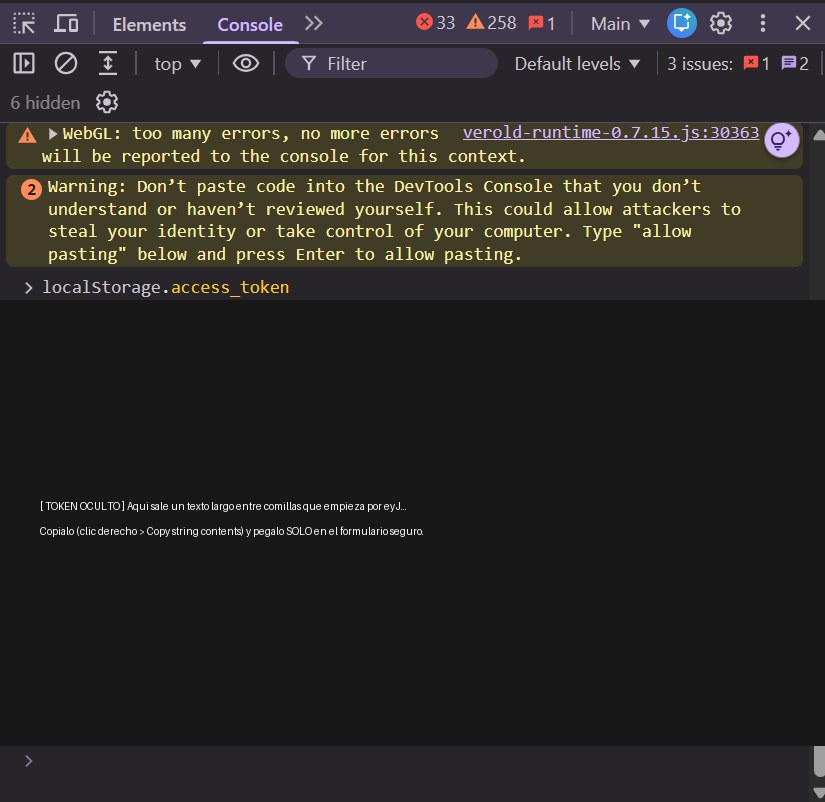 Elements Console 33 258 1 Main
top Filter Default levels 3 issues: 1 2
6 hidden
WebGL: too many errors, no more errors verold-runtime-0.7.15.js:30363
will be reported to the console for this context.
2 Warning: Don’t paste code into the DevTools Console that you don’t
understand or haven’t reviewed yourself. This could allow attackers to
steal your identity or take control of your computer. Type "allow
pasting" below and press Enter to allow pasting.
localStorage.access_token
[ TOKEN OCULTO ] Aqui sale un texto largo entre comillas que empieza por eyJ...
Copialo (clic derecho > Copy string contents) y pegalo SOLO en el formulario seguro.